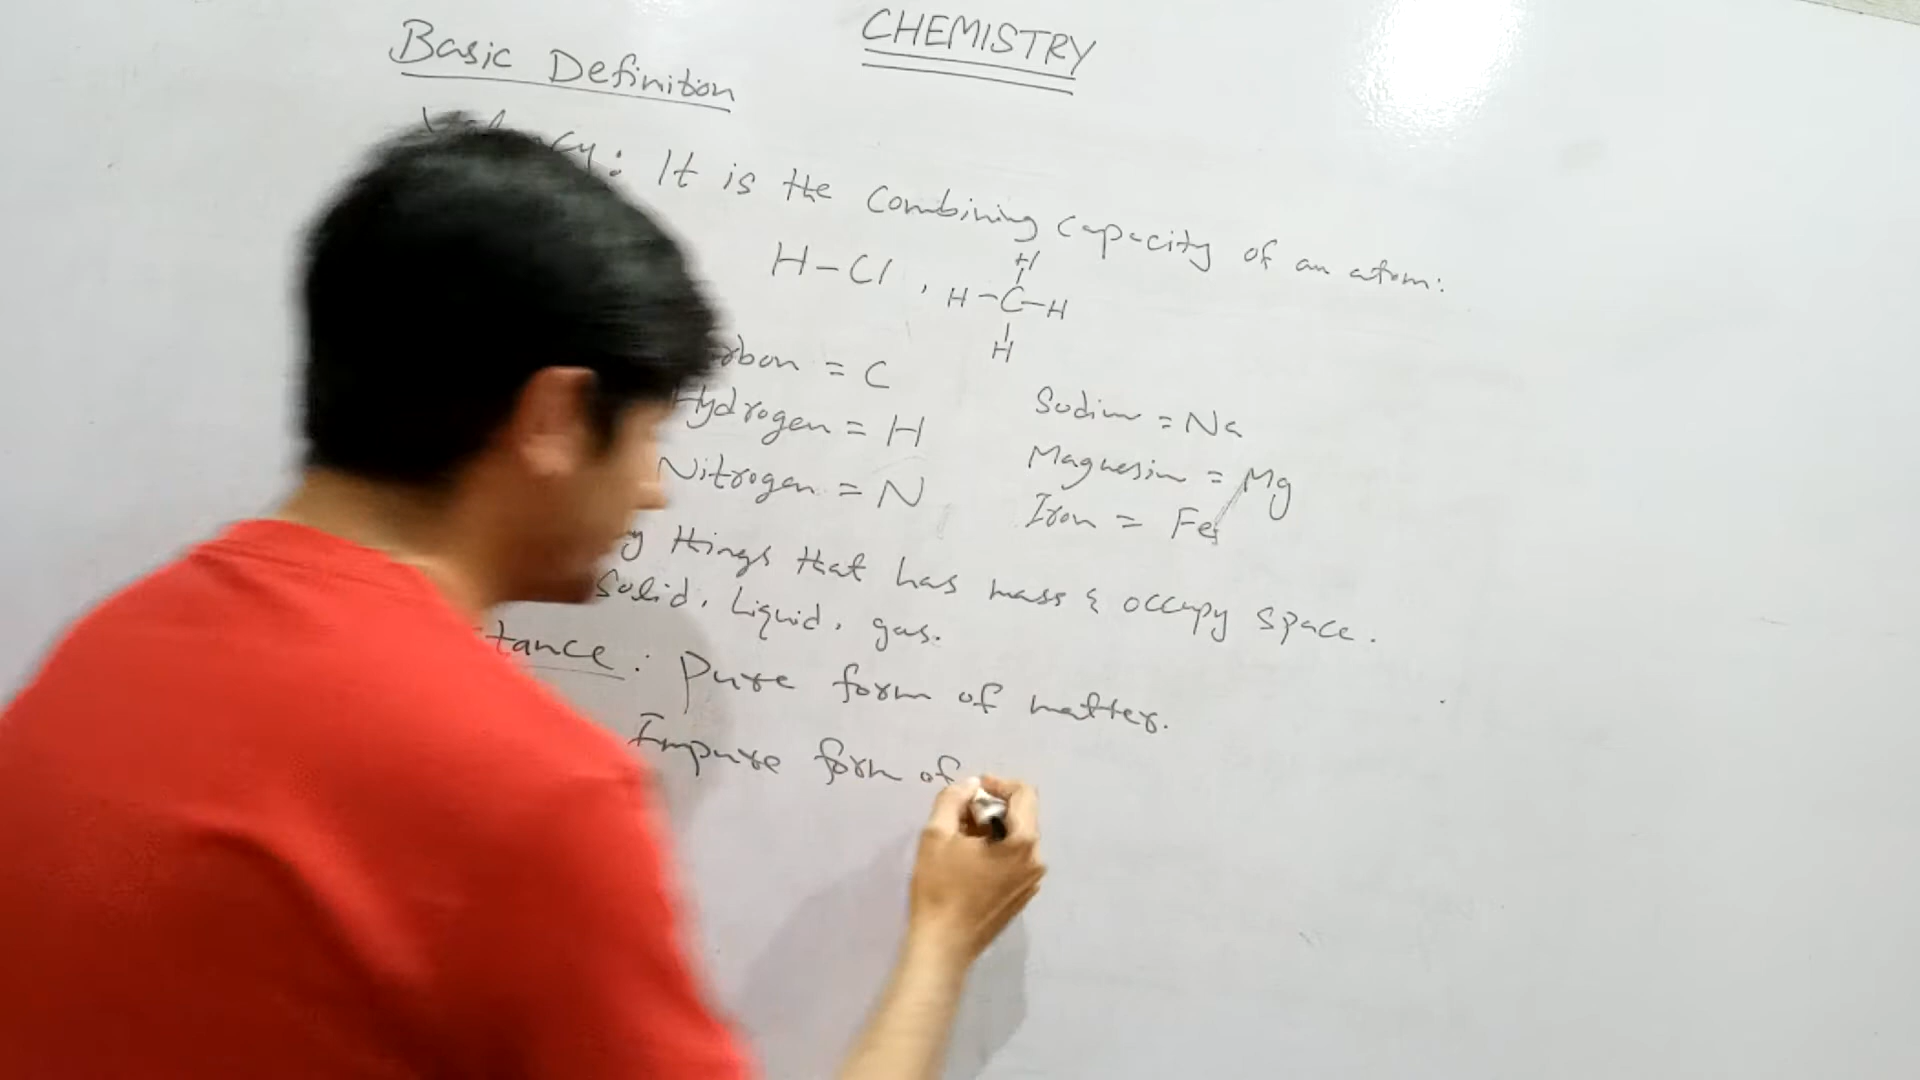 CHEMISTRY
Basic Definition
: It is the Combining Capacity of an atom:
H
H-Cl, H-C-H
H
= C
Hydrogen = H
Nitrogen = N
Sodium = Na
Magnesium = Mg
Iron = Fe
things that has mass & occupy space.
Solid, Liquid, gas.
tance: Pure form of matter.
Impure form of